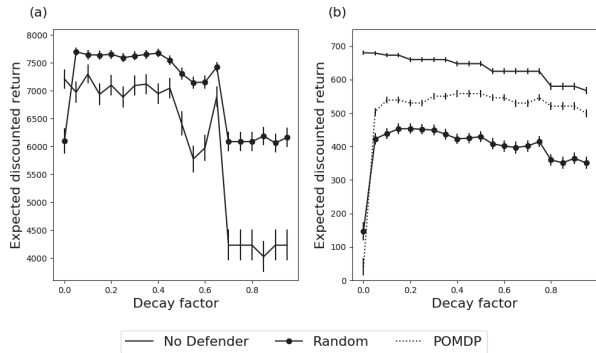 (a)
Expected discounted return
8000
7500
7000
6500
6000
5500
5000
4500
4000
0.0 0.2 0.4 0.6 0.8
Decay factor
(b)
Expected discounted return
700
600
500
400
300
200
100
0
0.0 0.2 0.4 0.6 0.8
Decay factor
No Defender Random POMDP